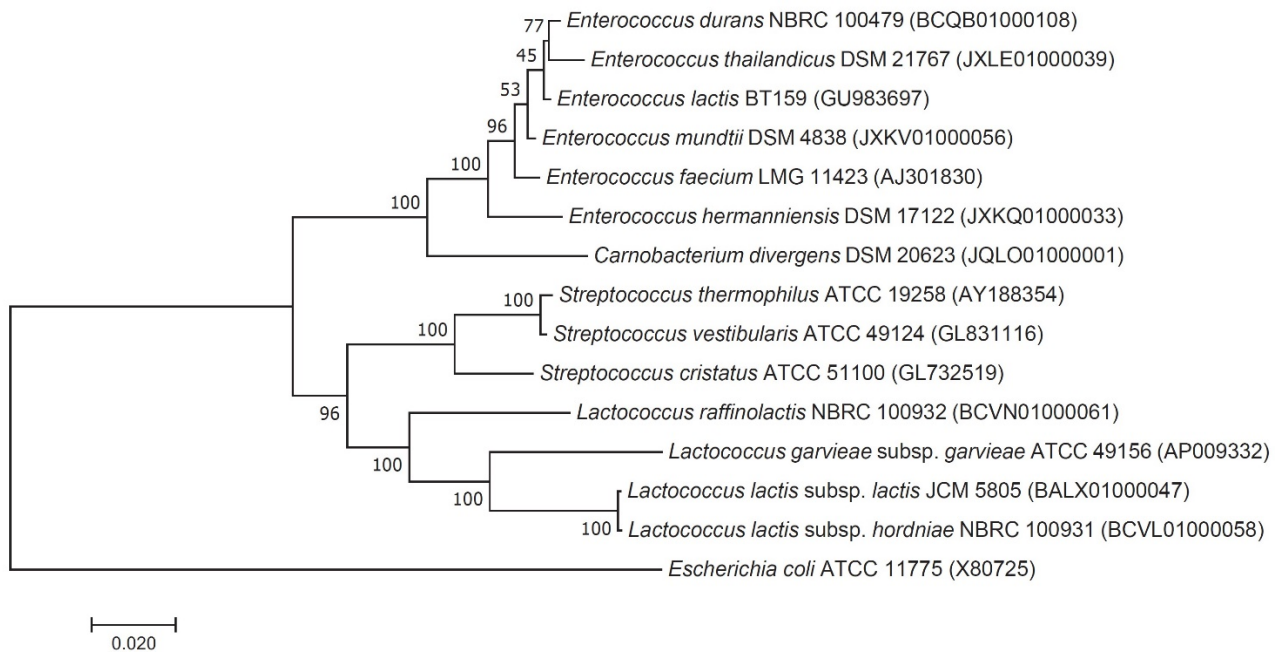 77
Enterococcus durans NBRC 100479 (BCQB01000108)
45
Enterococcus thailandicus DSM 21767 (JXLE01000039)
53
Enterococcus lactis BT159 (GU983697)
96
Enterococcus mundtii DSM 4838 (JXKV01000056)
100
Enterococcus faecium LMG 11423 (AJ301830)
100
Enterococcus hermanniensis DSM 17122 (JXKQ01000033)
Carnobacterium divergens DSM 20623 (JQLO01000001)
100
Streptococcus thermophilus ATCC 19258 (AY188354)
100
Streptococcus vestibularis ATCC 49124 (GL831116)
Streptococcus cristatus ATCC 51100 (GL732519)
96
Lactococcus raffinolactis NBRC 100932 (BCVN01000061)
100
Lactococcus garvieae subsp. garvieae ATCC 49156 (AP009332)
100
Lactococcus lactis subsp. lactis JCM 5805 (BALX01000047)
100
Lactococcus lactis subsp. hordniae NBRC 100931 (BCVL01000058)
Escherichia coli ATCC 11775 (X80725)
0.020